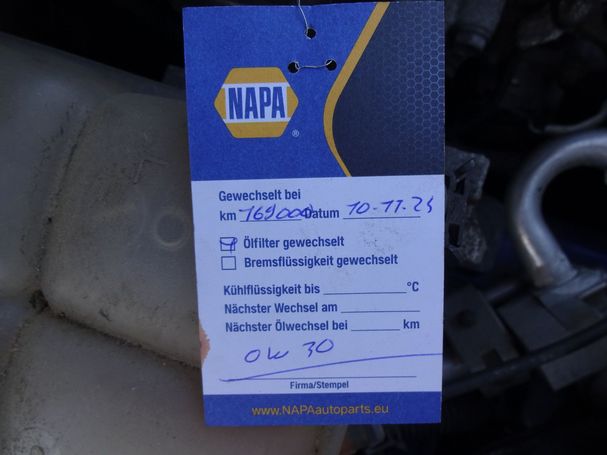 NAPA
®
Gewechselt bei
km 169000 Datum 10-11.24
Ölfilter gewechselt
Bremsflüssigkeit gewechselt
Kühlflüssigkeit bis °C
Nächster Wechsel am
Nächster Ölwechsel bei km
0w 30
Firma/Stempel
www.NAPAautoparts.eu